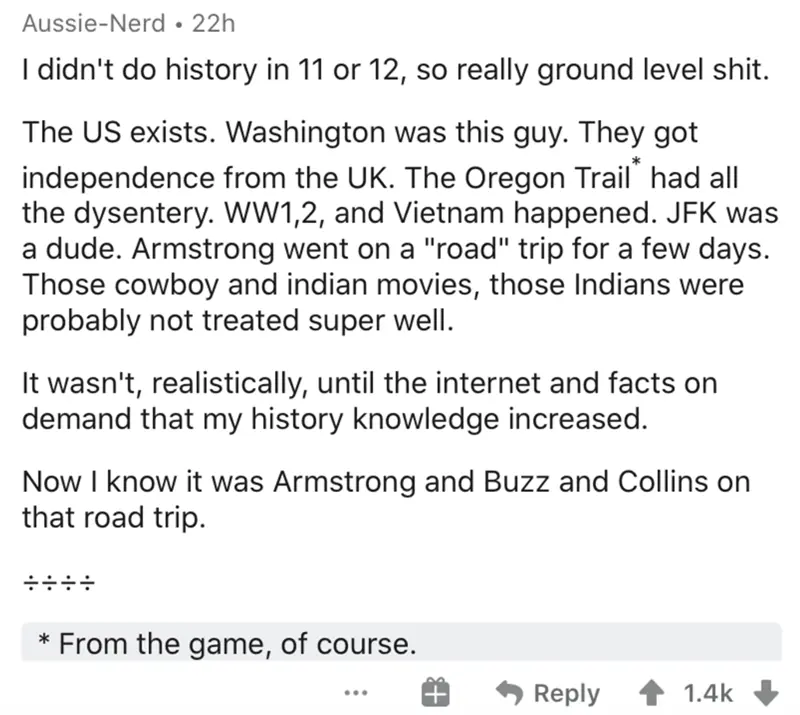 Aussie-Nerd • 22h
I didn't do history in 11 or 12, so really ground level shit.
The US exists. Washington was this guy. They got
independence from the UK. The Oregon Trail* had all
the dysentery. WW1,2, and Vietnam happened. JFK was
a dude. Armstrong went on a "road" trip for a few days.
Those cowboy and indian movies, those Indians were
probably not treated super well.
It wasn't, realistically, until the internet and facts on
demand that my history knowledge increased.
Now I know it was Armstrong and Buzz and Collins on
that road trip.
÷÷÷÷
* From the game, of course.
... Reply 1.4k